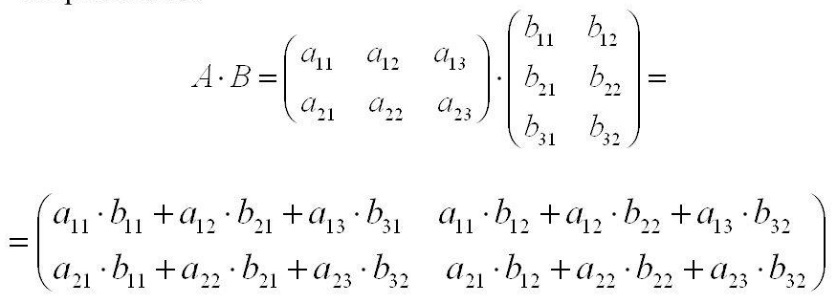 A · B = ( a₁₁ a₁₂ a₁₃ ; a₂₁ a₂₂ a₂₃ ) · ( b₁₁ b₁₂ ; b₂₁ b₂₂ ; b₃₁ b₃₂ ) =
= ( a₁₁ · b₁₁ + a₁₂ · b₂₁ + a₁₃ · b₃₁ a₁₁ · b₁₂ + a₁₂ · b₂₂ + a₁₃ · b₃₂
a₂₁ · b₁₁ + a₂₂ · b₂₁ + a₂₃ · b₃₂ a₂₁ · b₁₂ + a₂₂ · b₂₂ + a₂₃ · b₃₂ )